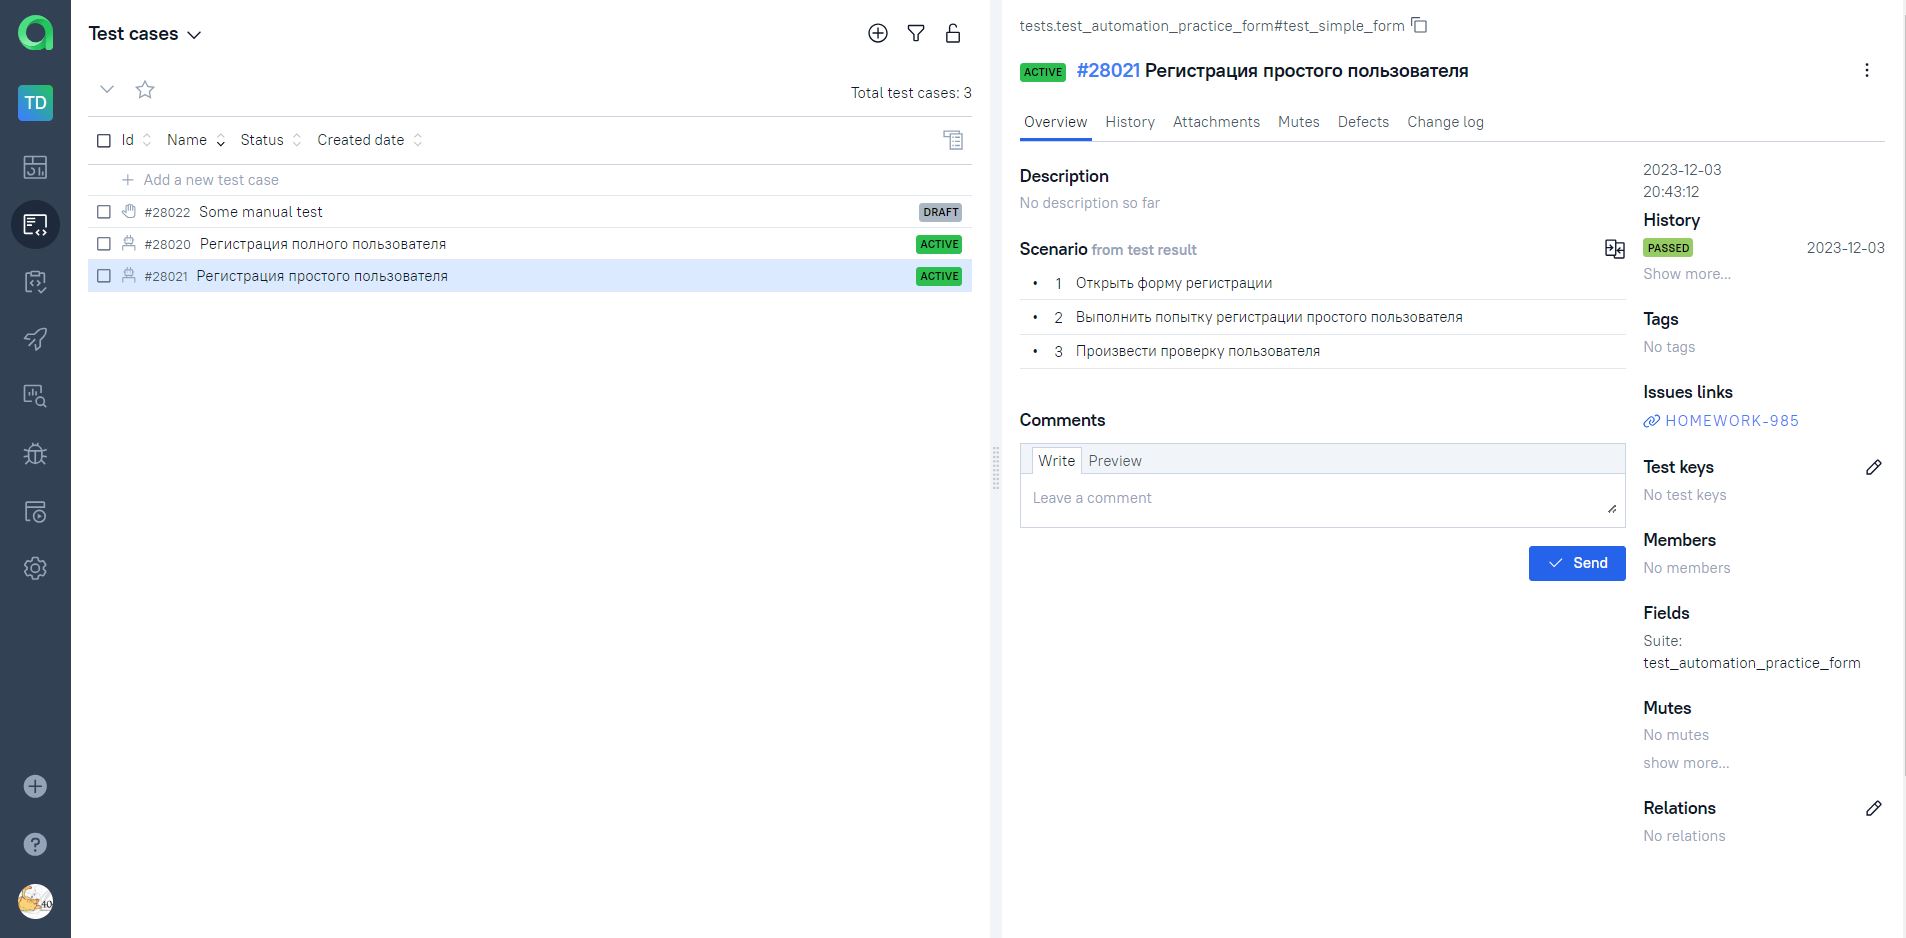 TD
Test cases
Total test cases: 3
Id Name Status Created date
Add a new test case
#28022 Some manual test DRAFT
#28020 Регистрация полного пользователя ACTIVE
#28021 Регистрация простого пользователя ACTIVE
40
tests.test_automation_practice_form#test_simple_form
ACTIVE #28021 Регистрация простого пользователя
Overview History Attachments Mutes Defects Change log
Description
No description so far
Scenario from test result
• 1 Открыть форму регистрации
• 2 Выполнить попытку регистрации простого пользователя
• 3 Произвести проверку пользователя
Comments
Write Preview
Leave a comment
Send
2023-12-03
20:43:12
History
PASSED 2023-12-03
Show more...
Tags
No tags
Issues links
HOMEWORK-985
Test keys
No test keys
Members
No members
Fields
Suite:
test_automation_practice_form
Mutes
No mutes
show more...
Relations
No relations